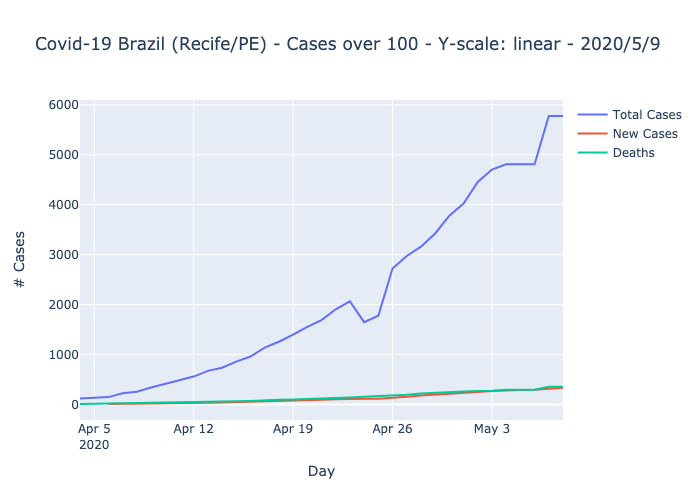 Covid-19 Brazil (Recife/PE) - Cases over 100 - Y-scale: linear - 2020/5/9
Total Cases
New Cases
Deaths
6000
5000
4000
3000
2000
1000
0
# Cases
Apr 5 Apr 12 Apr 19 Apr 26 May 3
2020
Day